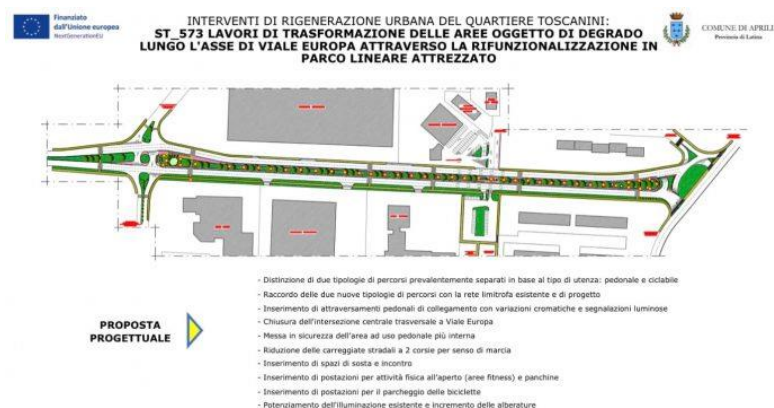 Finanziato
dall'Unione europea
NextGenerationEU
INTERVENTI DI RIGENERAZIONE URBANA DEL QUARTIERE TOSCANINI:
ST_573 LAVORI DI TRASFORMAZIONE DELLE AREE OGGETTO DI DEGRADO
LUNGO L'ASSE DI VIALE EUROPA ATTRAVERSO LA RIFUNZIONALIZZAZIONE IN
PARCO LINEARE ATTREZZATO
COMUNE DI APRILI
Provincia di Latina
PROPOSTA
PROGETTUALE
- Distinzione di due tipologie di percorsi prevalentemente separati in base al tipo di utenza: pedonale e ciclabile
- Raccordo delle due nuove tipologie di percorsi con la rete limitrofa esistente e di progetto
- Inserimento di attraversamenti pedonali di collegamento con variazioni cromatiche e segnalazioni luminose
- Chiusura dell'intersezione centrale trasversale a Viale Europa
- Messa in sicurezza dell'area ad uso pedonale più interna
- Riduzione delle carreggiate stradali a 2 corsie per senso di marcia
- Inserimento di spazi di sosta e incontro
- Inserimento di postazioni per attività fisica all'aperto (aree fitness) e panchine
- Inserimento di postazioni per il parcheggio delle biciclette
- Potenziamento dell'illuminazione esistente e incremento delle alberature